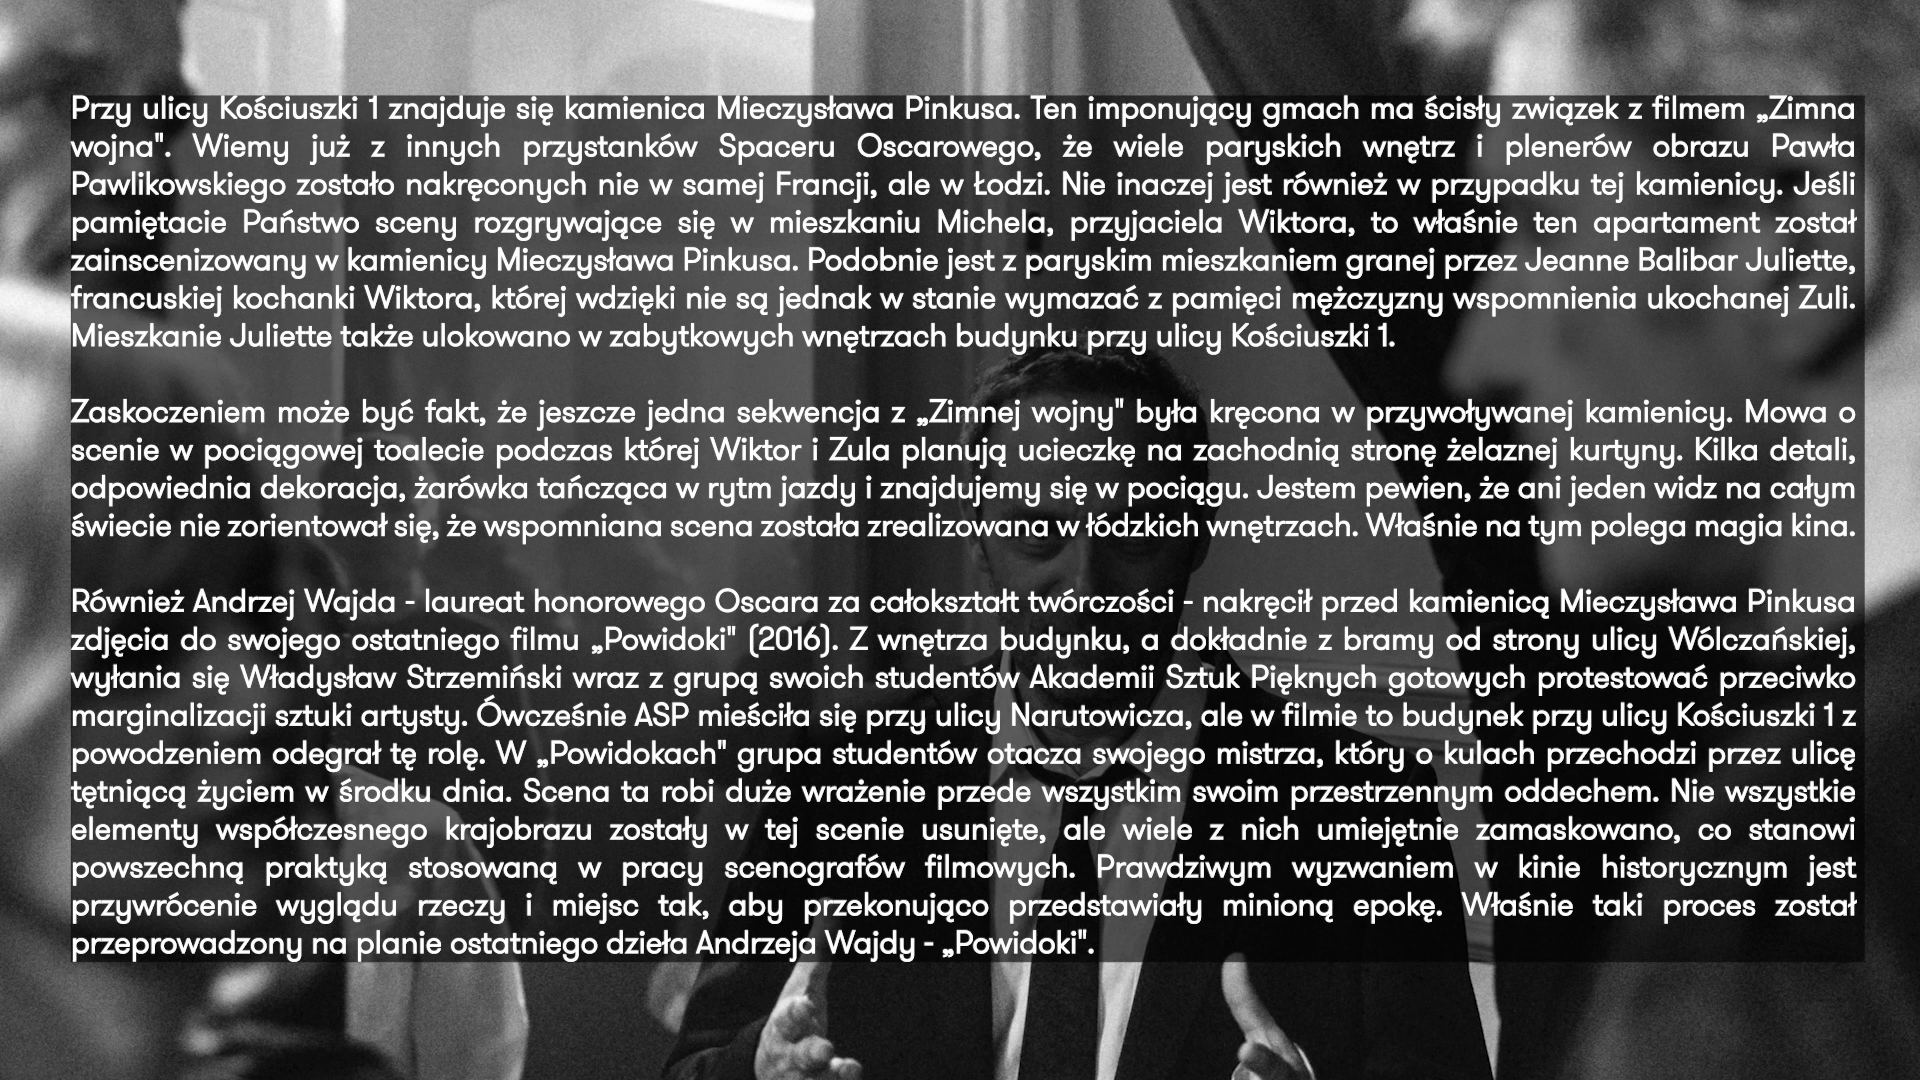 Przy ulicy Kościuszki 1 znajduje się kamienica Mieczysława Pinkusa. Ten imponujący gmach ma ścisły związek z filmem „Zimna
wojna". Wiemy już z innych przystanków Spaceru Oscarowego, że wiele paryskich wnętrz i plenerów obrazu Pawła
Pawlikowskiego zostało nakręconych nie w samej Francji, ale w Łodzi. Nie inaczej jest również w przypadku tej kamienicy. Jeśli
pamiętacie Państwo sceny rozgrywające się w mieszkaniu Michela, przyjaciela Wiktora, to właśnie ten apartament został
zainscenizowany w kamienicy Mieczysława Pinkusa. Podobnie jest z paryskim mieszkaniem granej przez Jeanne Balibar Juliette,
francuskiej kochanki Wiktora, której wdzięki nie są jednak w stanie wymazać z pamięci mężczyzny wspomnienia ukochanej Zuli.
Mieszkanie Juliette także ulokowano w zabytkowych wnętrzach budynku przy ulicy Kościuszki 1.
Zaskoczeniem może być fakt, że jeszcze jedna sekwencja z „Zimnej wojny" była kręcona w przywoływanej kamienicy. Mowa o
scenie w pociągowej toalecie podczas której Wiktor i Zula planują ucieczkę na zachodnią stronę żelaznej kurtyny. Kilka detali,
odpowiednia dekoracja, żarówka tańcząca w rytm jazdy i znajdujemy się w pociągu. Jestem pewien, że ani jeden widz na całym
świecie nie zorientował się, że wspomniana scena została zrealizowana w łódzkich wnętrzach. Właśnie na tym polega magia kina.
Również Andrzej Wajda - laureat honorowego Oscara za całokształt twórczości - nakręcił przed kamienicą Mieczysława Pinkusa
zdjęcia do swojego ostatniego filmu „Powidoki" (2016). Z wnętrza budynku, a dokładnie z bramy od strony ulicy Wólczańskiej,
wyłania się Władysław Strzemiński wraz z grupą swoich studentów Akademii Sztuk Pięknych gotowych protestować przeciwko
marginalizacji sztuki artysty. Ówcześnie ASP mieściła się przy ulicy Narutowicza, ale w filmie to budynek przy ulicy Kościuszki 1 z
powodzeniem odegrał tę rolę. W „Powidokach" grupa studentów otacza swojego mistrza, który o kulach przechodzi przez ulicę
tętniącą życiem w środku dnia. Scena ta robi duże wrażenie przede wszystkim swoim przestrzennym oddechem. Nie wszystkie
elementy współczesnego krajobrazu zostały w tej scenie usunięte, ale wiele z nich umiejętnie zamaskowano, co stanowi
powszechną praktyką stosowaną w pracy scenografów filmowych. Prawdziwym wyzwaniem w kinie historycznym jest
przywrócenie wyglądu rzeczy i miejsc tak, aby przekonująco przedstawiały minioną epokę. Właśnie taki proces został
przeprowadzony na planie ostatniego dzieła Andrzeja Wajdy - „Powidoki".